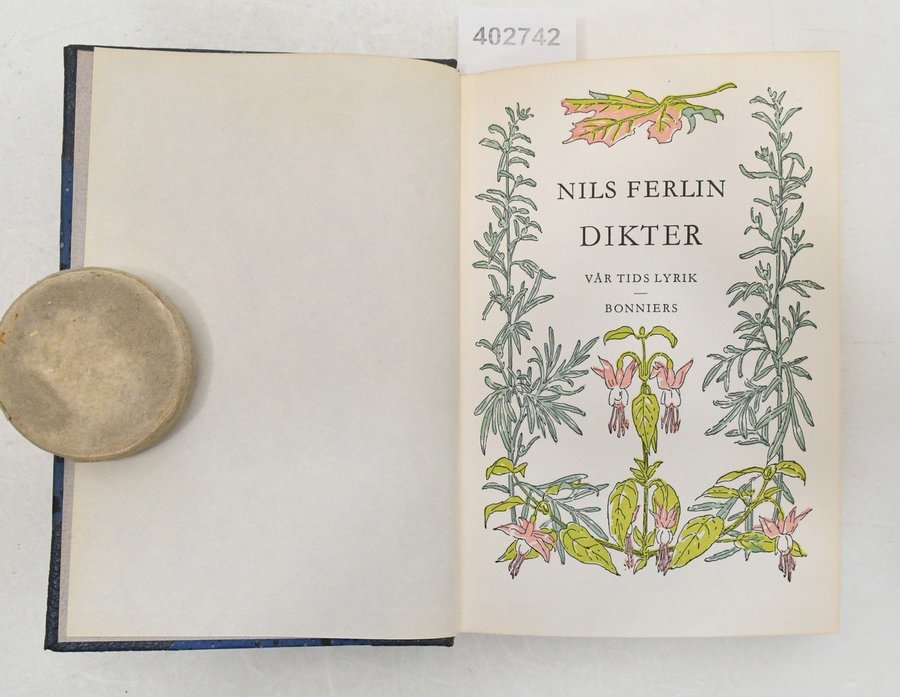 402742
NILS FERLIN
DIKTER
VÅR TIDS LYRIK
BONNIERS